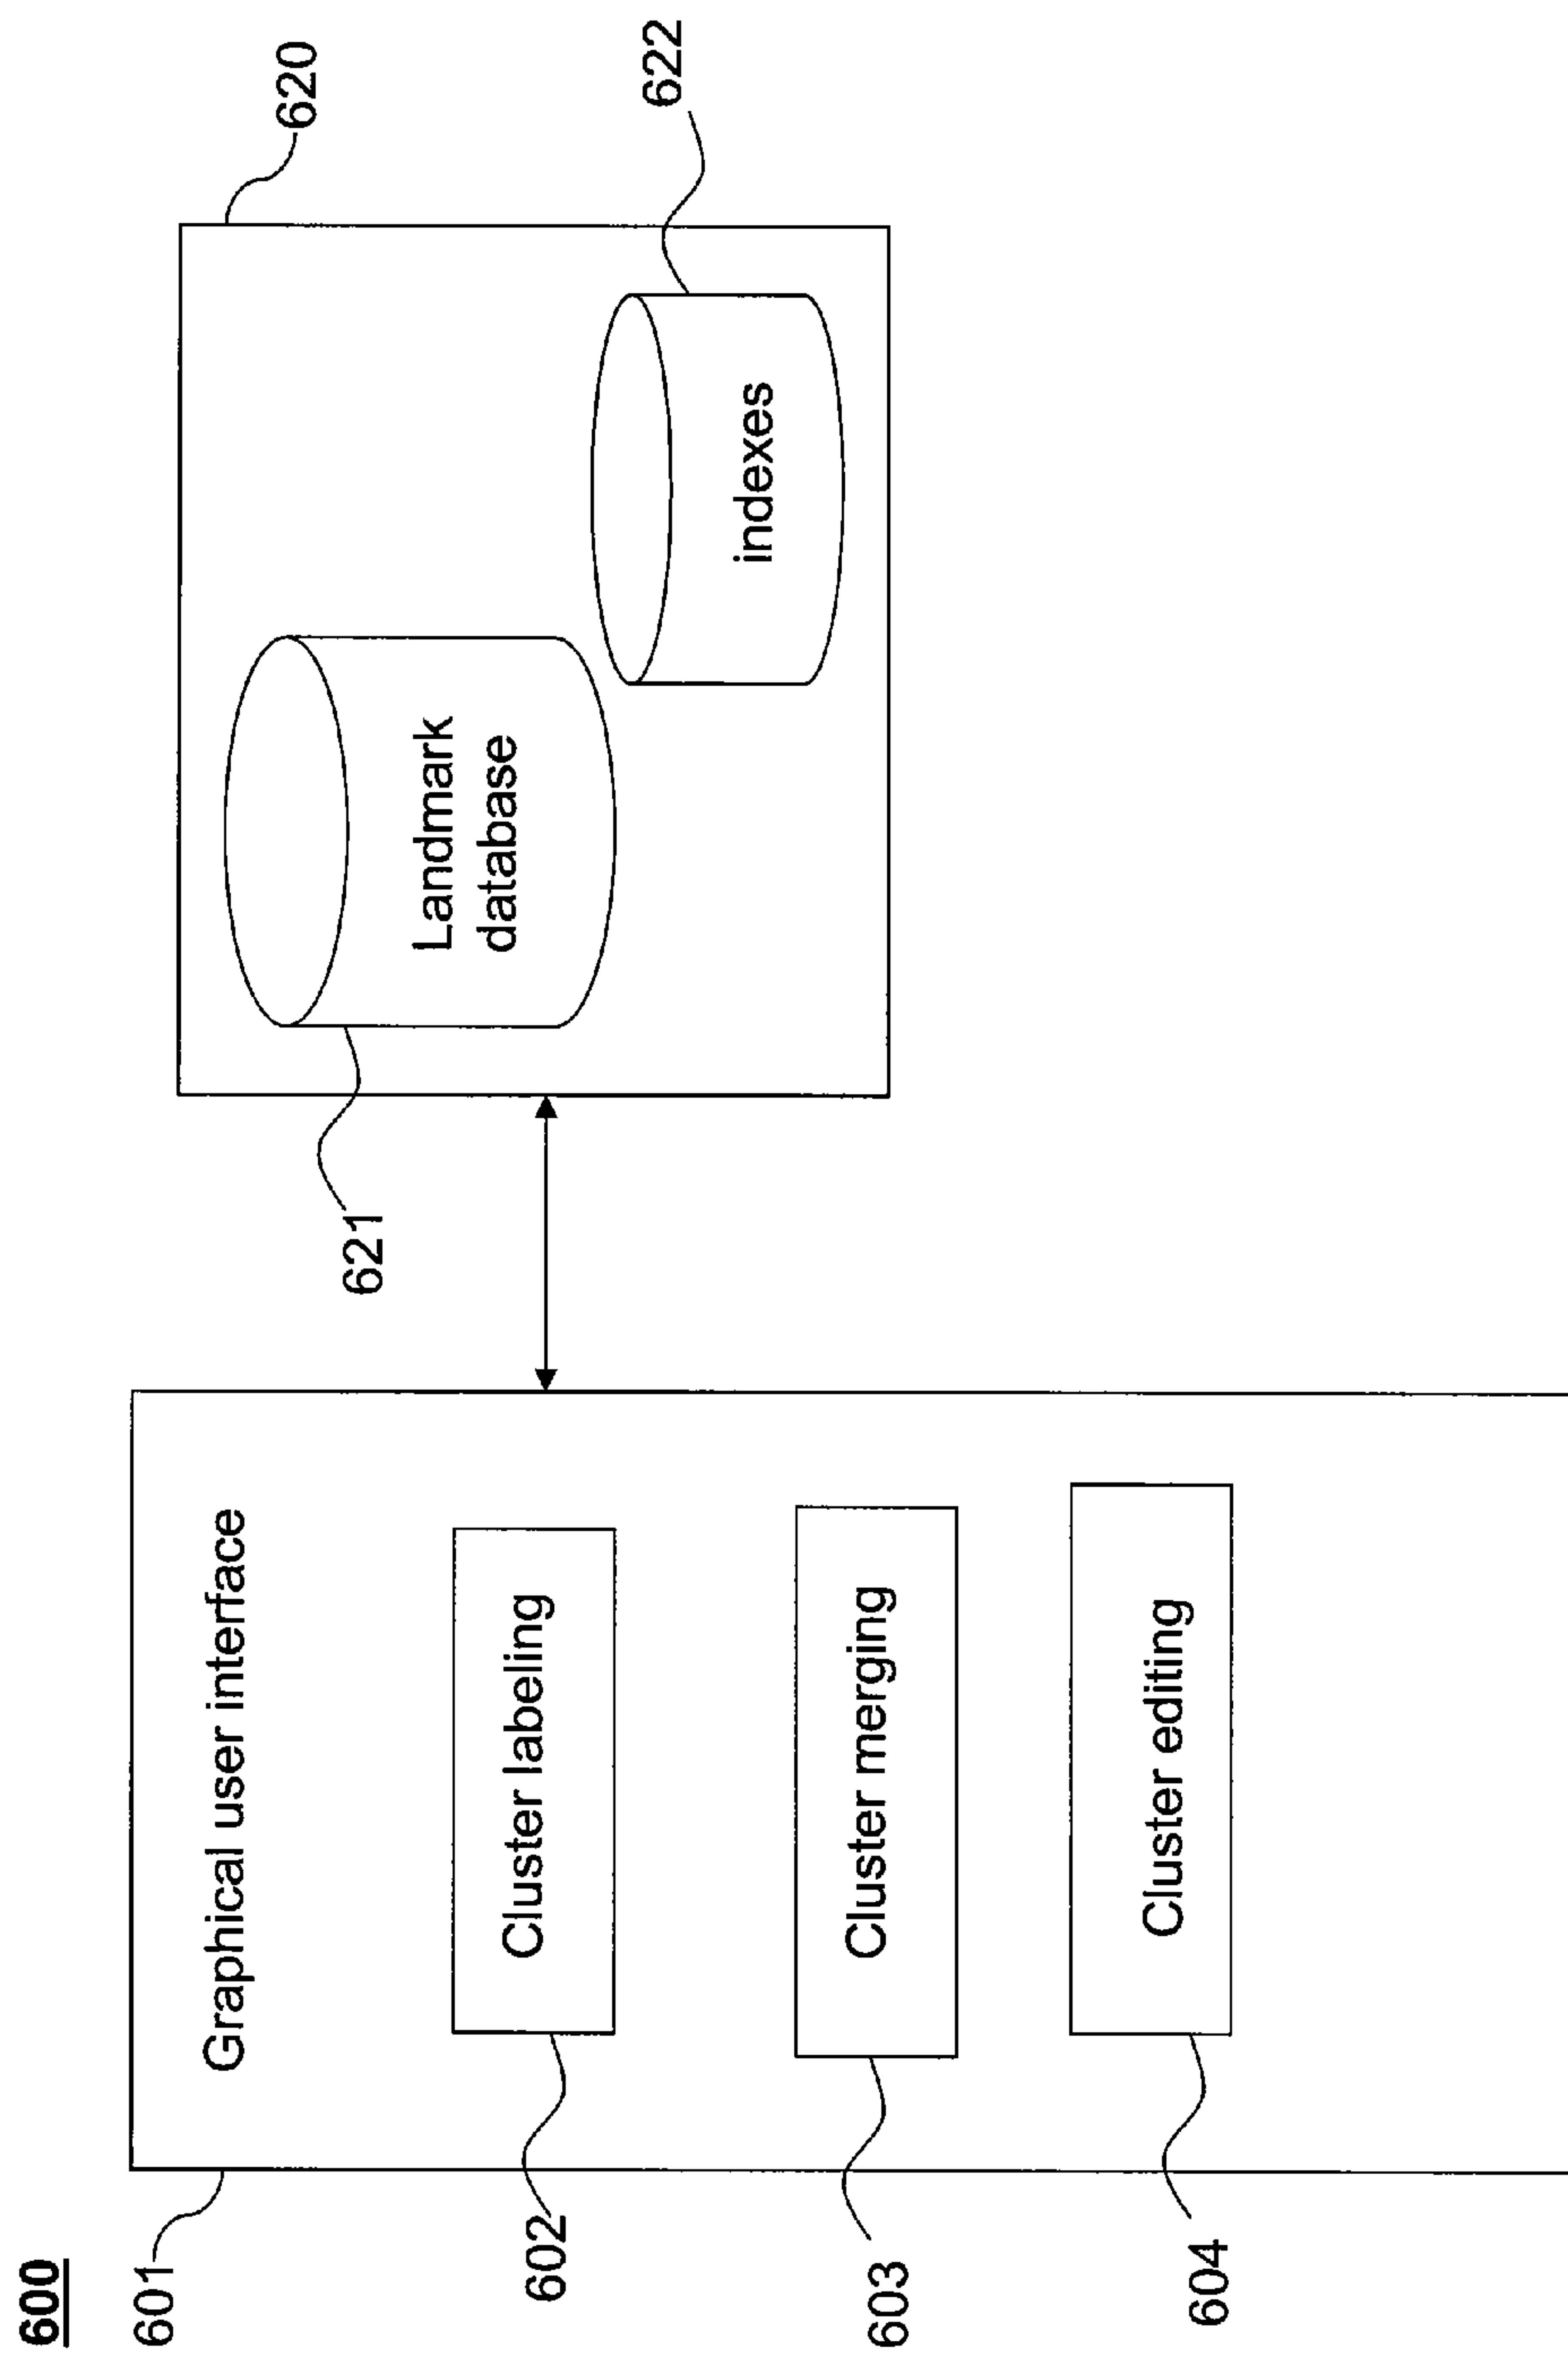 600
601
Graphical user interface
602
Cluster labeling
603
Cluster merging
604
Cluster editing
620
621
Landmark
database
622
indexes